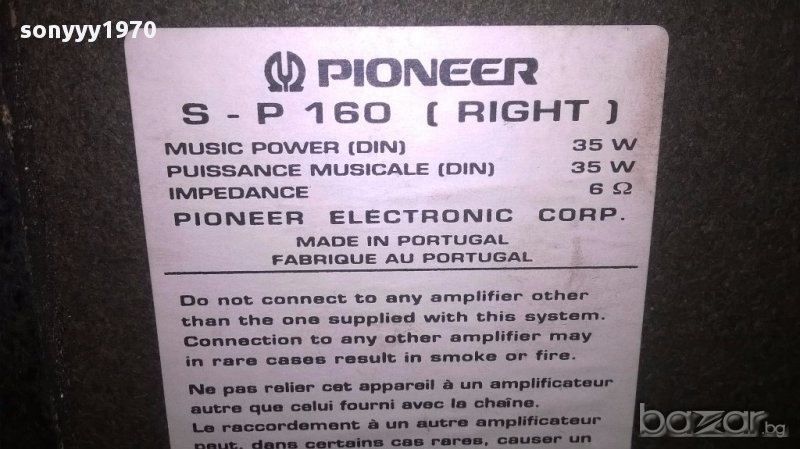 sonyyy1970
PIONEER
S - P 160 ( RIGHT )
MUSIC POWER (DIN) 35 W
PUISSANCE MUSICALE (DIN) 35 W
IMPEDANCE 6 Ω
PIONEER ELECTRONIC CORP.
MADE IN PORTUGAL
FABRIQUE AU PORTUGAL
Do not connect to any amplifier other
than the one supplied with this system.
Connection to any other amplifier may
in rare cases result in smoke or fire.
Ne pas relier cet appareil à un amplificateur
autre que celui fourni avec la chaîne.
Le raccordement à un autre amplificateur
peut, dans certains cas rares, causer un
bazar.bg